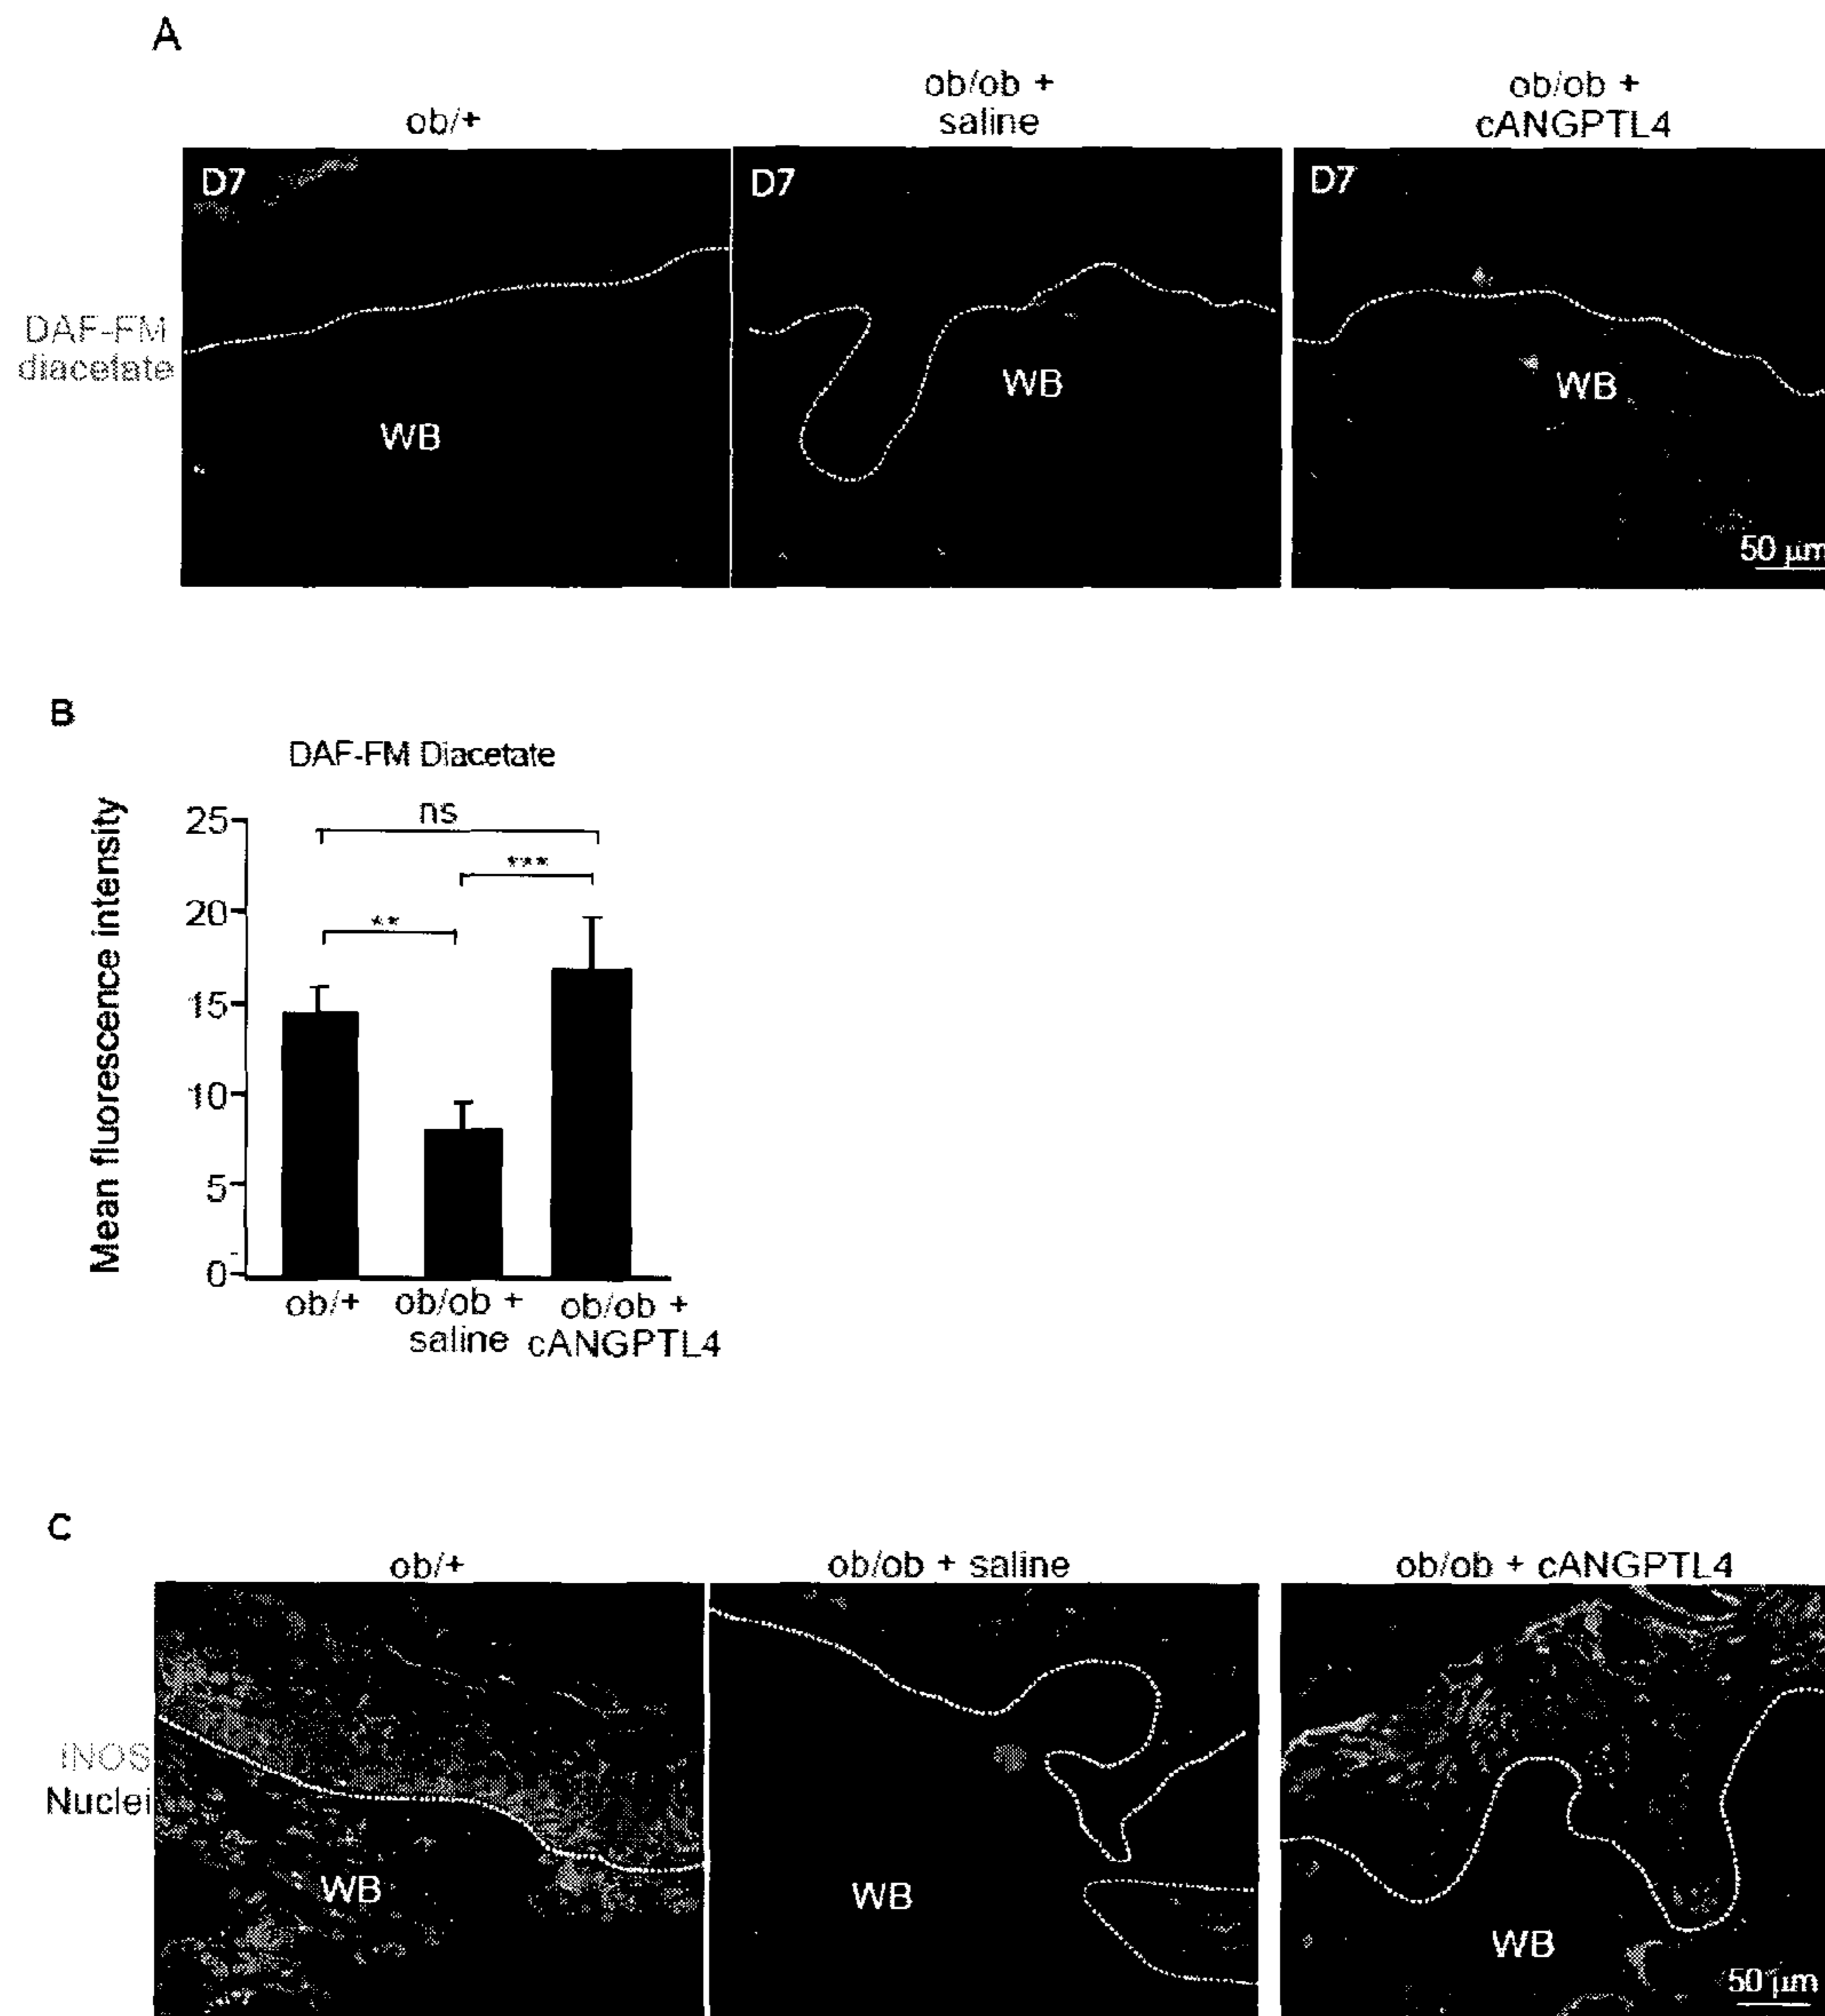 A
ob/+
ob/ob +
saline
ob/ob +
cANGPTL4
D7
D7
D7
DAF-FM
diacetate
WB
WB
WB
50 µm
B
DAF-FM Diacetate
Mean fluorescence intensity
25
20
15
10
5
0
ns
***
**
ob/+
ob/ob +
saline
ob/ob +
cANGPTL4
C
ob/+
ob/ob + saline
ob/ob + cANGPTL4
iNOS
Nuclei
WB
WB
WB
50 µm